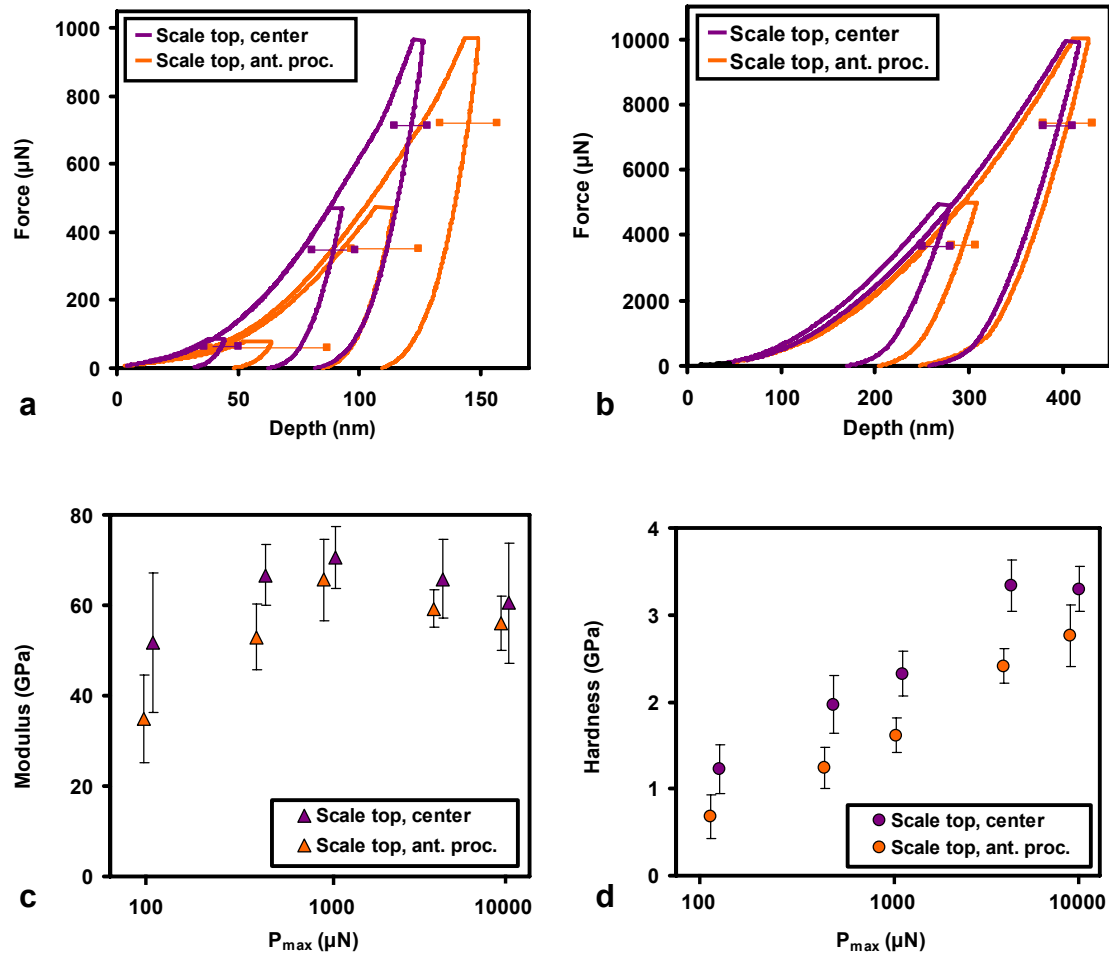 Scale top, center
Scale top, ant. proc.
Force (µN)
1000
800
600
400
200
0
0 50 100 150
Depth (nm)
a
Scale top, center
Scale top, ant. proc.
Force (µN)
10000
8000
6000
4000
2000
0
0 100 200 300 400
Depth (nm)
b
Modulus (GPa)
80
60
40
20
0
Scale top, center
Scale top, ant. proc.
100 1000 10000
Pmax (µN)
c
Hardness (GPa)
4
3
2
1
0
Scale top, center
Scale top, ant. proc.
100 1000 10000
Pmax (µN)
d